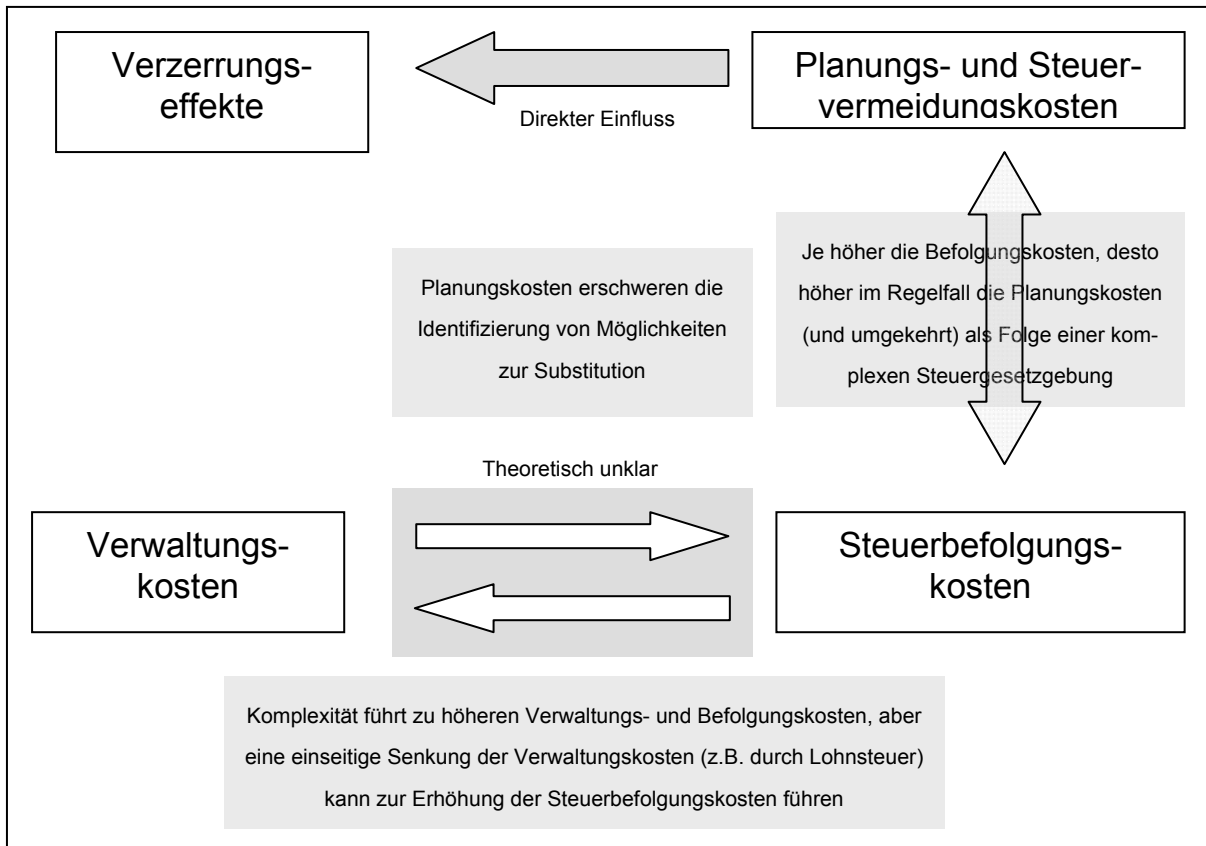 Verzerrungs-
effekte
Direkter Einfluss
Planungs- und Steuer-
vermeidungskosten
Planungskosten erschweren die
Identifizierung von Möglichkeiten
zur Substitution
Je höher die Befolgungskosten, desto
höher im Regelfall die Planungskosten
(und umgekehrt) als Folge einer kom-
plexen Steuergesetzgebung
Theoretisch unklar
Verwaltungs-
kosten
Steuerbefolgungs-
kosten
Komplexität führt zu höheren Verwaltungs- und Befolgungskosten, aber
eine einseitige Senkung der Verwaltungskosten (z.B. durch Lohnsteuer)
kann zur Erhöhung der Steuerbefolgungskosten führen